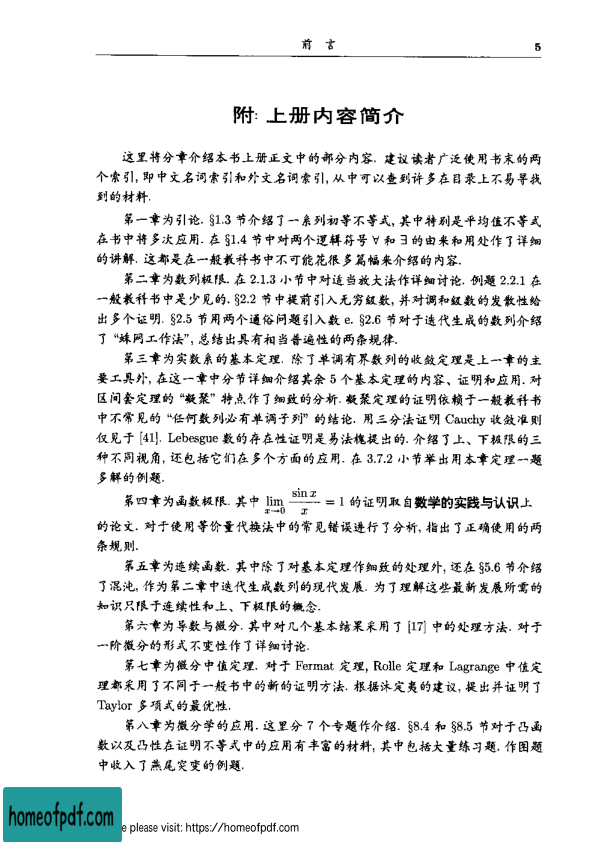 前 言 5
附: 上册内容简介
这里将分章介绍本书上册正文中的部分内容. 建议读者广泛使用书末的两
个索引, 即中文名词索引和外文名词索引, 从中可以查到许多在目录上不易寻找
到的材料.
第一章为引论. §1.3 节介绍了一系列初等不等式, 其中特别是平均值不等式
在书中将多次应用. 在 §1.4 节中对两个逻辑符号 ∀ 和 ∃ 的由来和用处作了详细
的讲解. 这都是在一般教科书中不可能花很多篇幅来介绍的内容.
第二章为数列极限. 在 2.1.3 小节中对适当放大法作详细讨论. 例题 2.2.1 在
一般教科书中是少见的. §2.2 节中提前引入无穷级数, 并对调和级数的发散性给
出多个证明. §2.5 节用两个通俗问题引入数 e. §2.6 节对于迭代生成的数列介绍
了 “蛛网工作法”, 总结出具有相当普遍性的两条规律.
第三章为实数系的基本定理. 除了单调有界数列的收敛定理是上一章的主
要工具外, 在这一章中分节详细介绍其余 5 个基本定理的内容、证明和应用. 对
区间套定理的 “凝聚” 特点作了细致的分析. 凝聚定理的证明依赖于一般教科书
中不常见的 “任何数列必有单调子列” 的结论. 用三分法证明 Cauchy 收敛准则
仅见于 [41]. Lebesgue 数的存在性证明是易法槐提出的. 介绍了上、下极限的三
种不同视角, 还包括它们在多个方面的应用. 在 3.7.2 小节举出用本章定理一题
多解的例题.
第四章为函数极限. 其中 lim x→0 sin x / x = 1 的证明取自数学的实践与认识上
的论文. 对于使用等价量代换法中的常见错误进行了分析, 指出了正确使用的两
条规则.
第五章为连续函数. 其中除了对基本定理作细致的处理外, 还在 §5.6 节介绍
了混沌, 作为第二章中迭代生成数列的现代发展. 为了理解这些最新发展所需的
知识只限于连续性和上、下极限的概念.
第六章为导数与微分. 其中对几个基本结果采用了 [17] 中的处理方法. 对于
一阶微分的形式不变性作了详细讨论.
第七章为微分中值定理. 对于 Fermat 定理, Rolle 定理和 Lagrange 中值定
理都采用了不同于一般书中的新的证明方法. 根据沐定夷的建议, 提出并证明了
Taylor 多项式的最优性.
第八章为微分学的应用. 这里分 7 个专题作介绍. §8.4 和 §8.5 节对于凸函
数以及凸性在证明不等式中的应用有丰富的材料, 其中包括大量练习题. 作图题
中收入了燕尾突变的例题.
homeofpdf.com
e please visit: https://homeofpdf.com